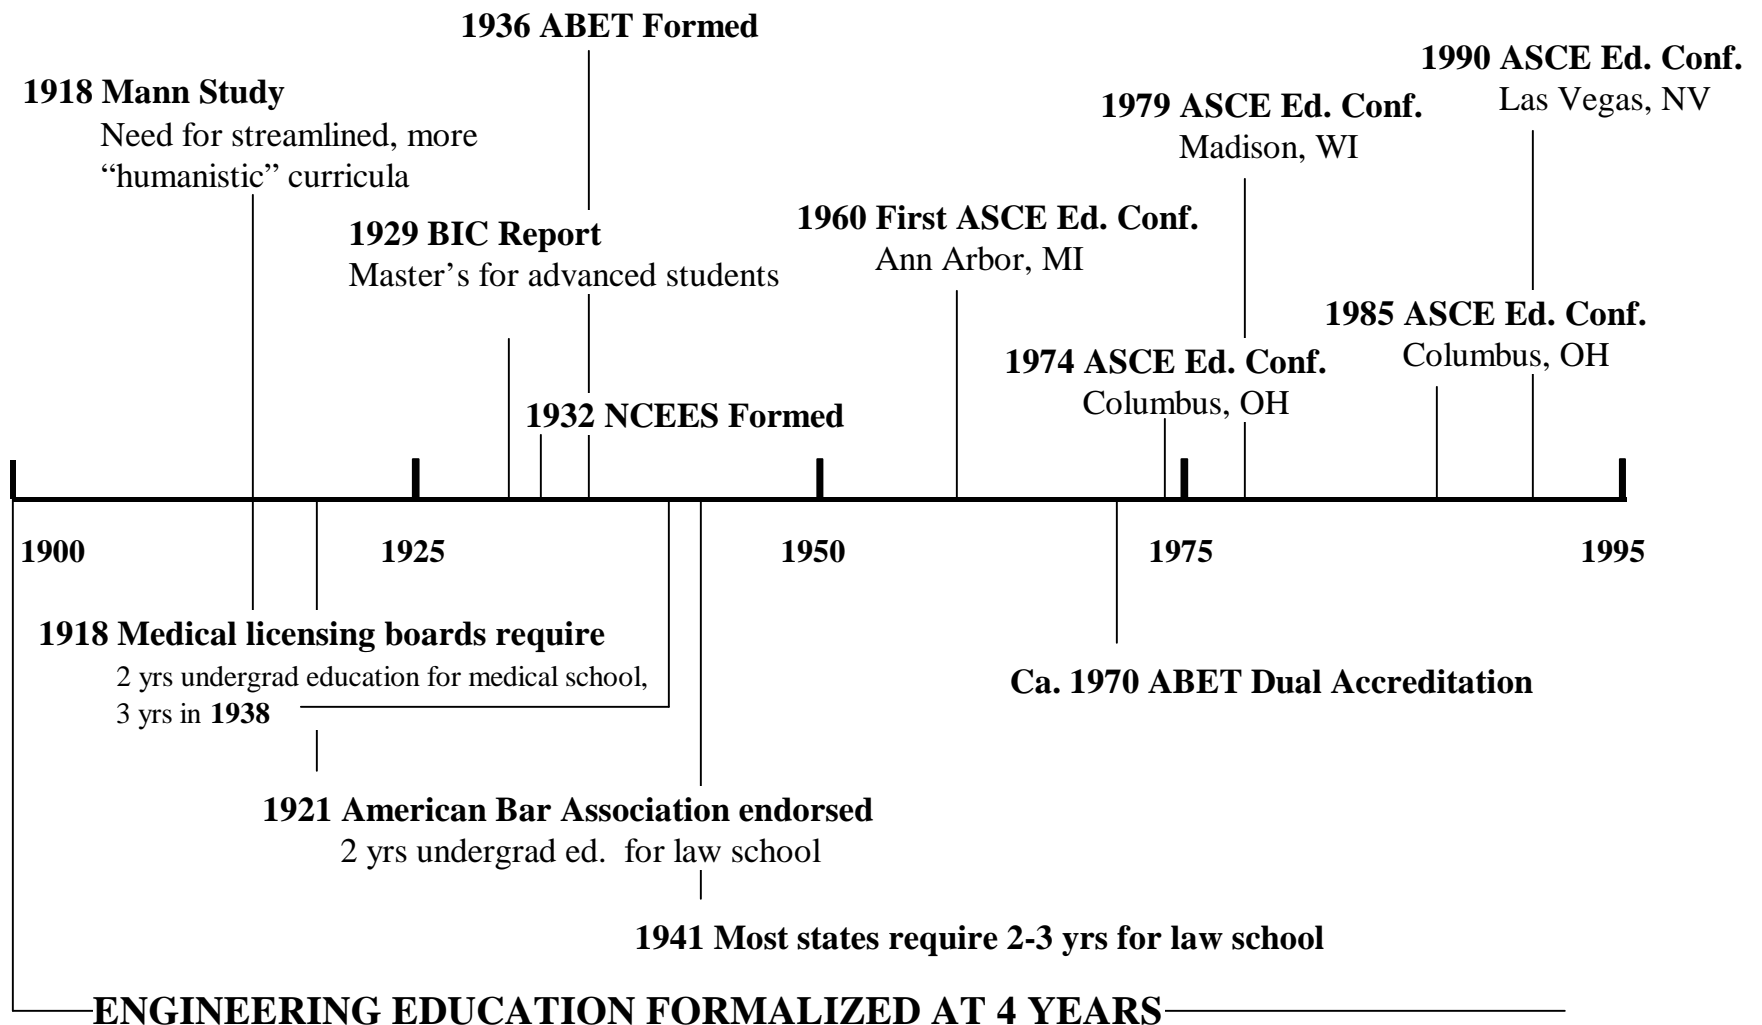 1936 ABET Formed
1990 ASCE Ed. Conf.
Las Vegas, NV
1918 Mann Study
Need for streamlined, more
“humanistic” curricula
1979 ASCE Ed. Conf.
Madison, WI
1929 BIC Report
Master’s for advanced students
1960 First ASCE Ed. Conf.
Ann Arbor, MI
1985 ASCE Ed. Conf.
Columbus, OH
1974 ASCE Ed. Conf.
Columbus, OH
1932 NCEES Formed
1900
1925
1950
1975
1995
1918 Medical licensing boards require
2 yrs undergrad education for medical school,
3 yrs in 1938
Ca. 1970 ABET Dual Accreditation
1921 American Bar Association endorsed
2 yrs undergrad ed. for law school
1941 Most states require 2-3 yrs for law school
ENGINEERING EDUCATION FORMALIZED AT 4 YEARS